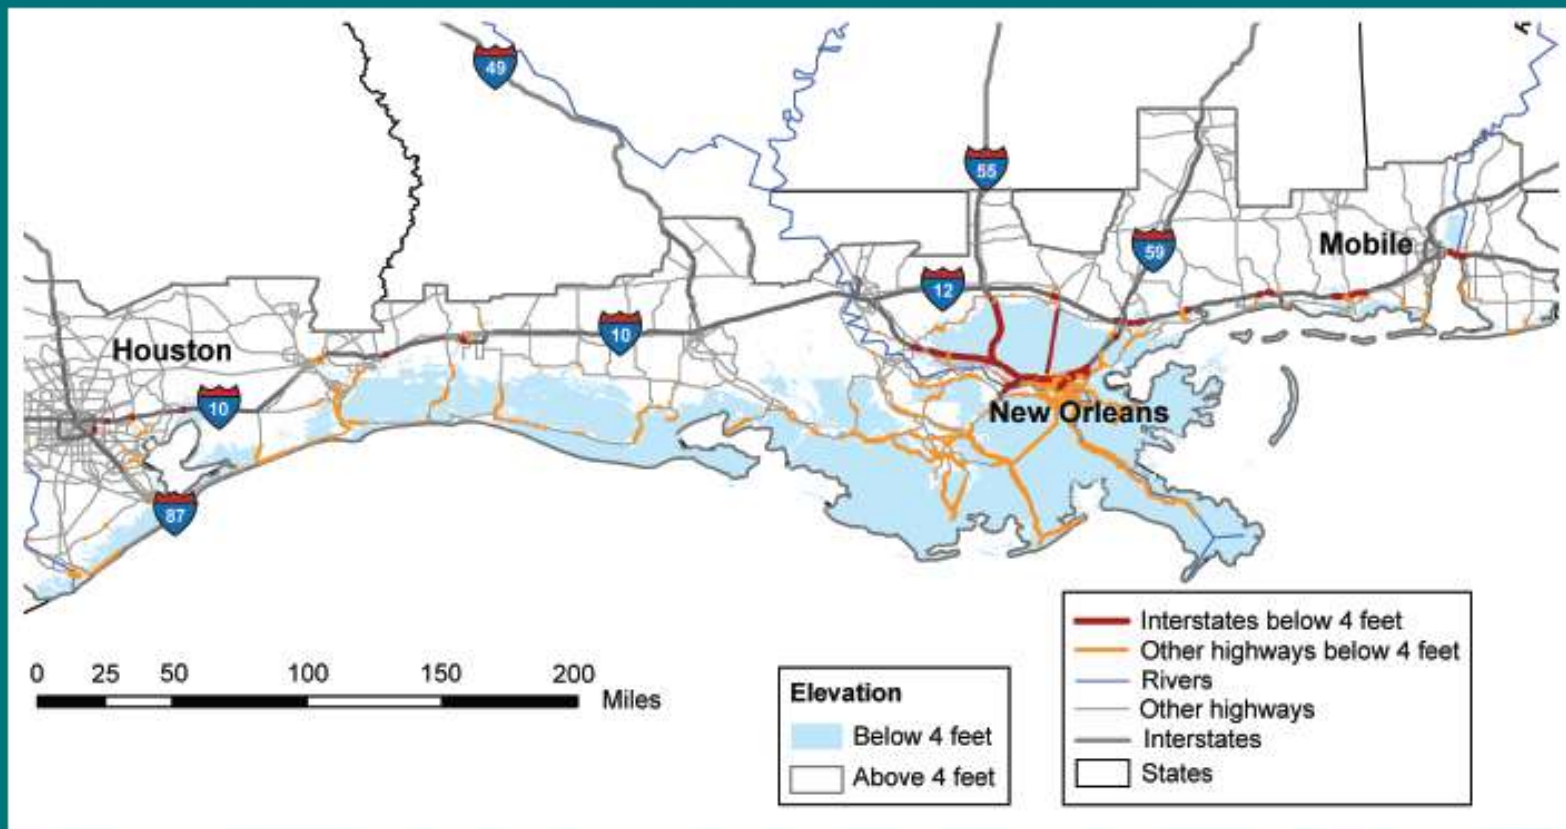 49
55
59
Mobile
12
10
Houston
10
New Orleans
87
0 25 50 100 150 200
Miles
Elevation
Below 4 feet
Above 4 feet
Interstates below 4 feet
Other highways below 4 feet
Rivers
Other highways
Interstates
States